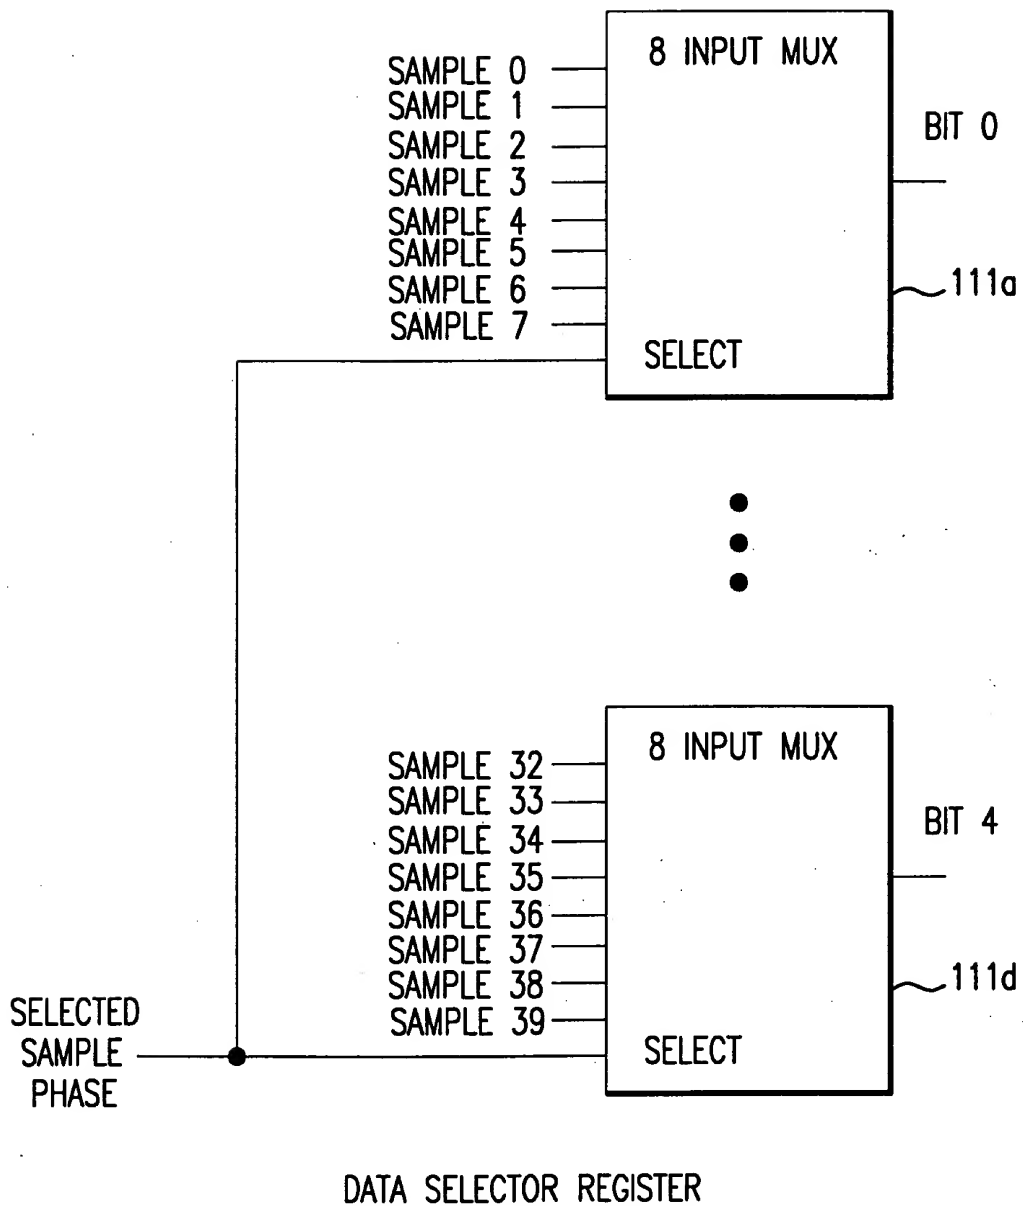 8 INPUT MUX
SAMPLE 0
SAMPLE 1
SAMPLE 2
SAMPLE 3
SAMPLE 4
SAMPLE 5
SAMPLE 6
SAMPLE 7
SELECT
BIT 0
111a
8 INPUT MUX
SAMPLE 32
SAMPLE 33
SAMPLE 34
SAMPLE 35
SAMPLE 36
SAMPLE 37
SAMPLE 38
SAMPLE 39
SELECT
BIT 4
111d
SELECTED
SAMPLE
PHASE
DATA SELECTOR REGISTER